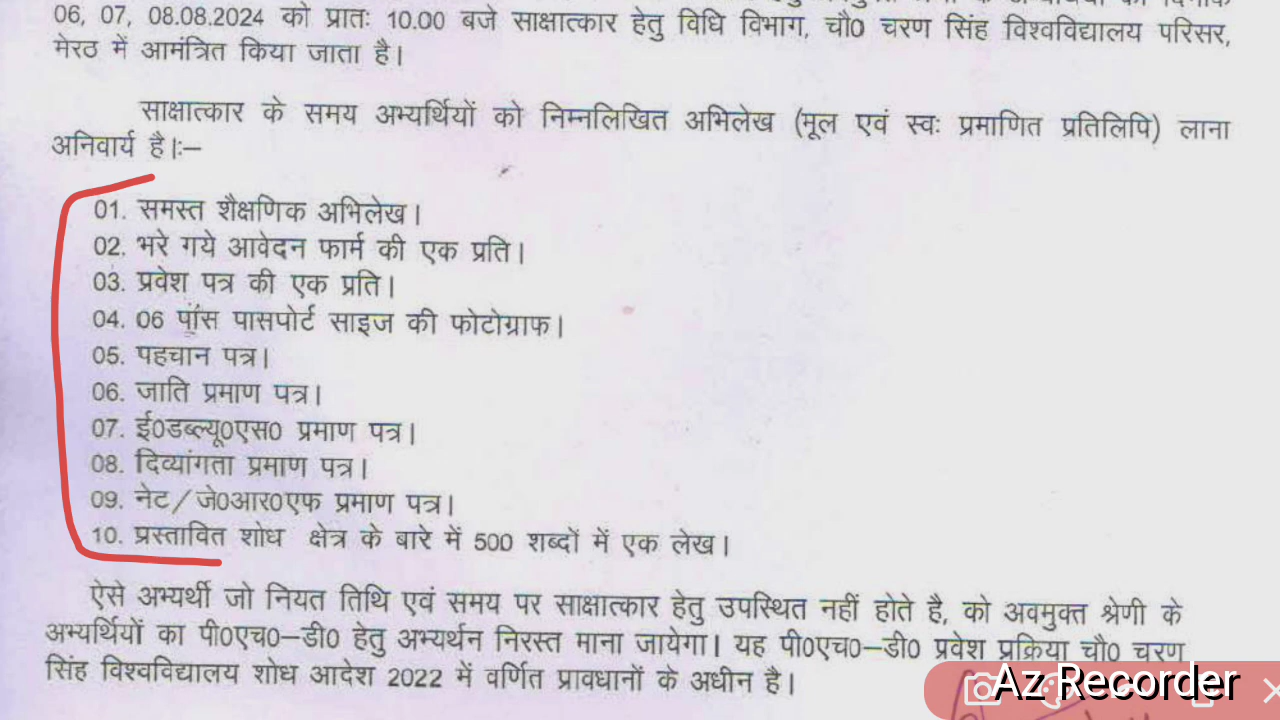 06, 07, 08.08.2024 को प्रातः 10.00 बजे साक्षात्कार हेतु विधि विभाग, चौ0 चरण सिंह विश्वविद्यालय परिसर,
मेरठ में आमंत्रित किया जाता है।
साक्षात्कार के समय अभ्यर्थियों को निम्नलिखित अभिलेख (मूल एवं स्वः प्रमाणित प्रतिलिपि) लाना
अनिवार्य है।ः–
01. समस्त शैक्षणिक अभिलेख।
02. भरे गये आवेदन फार्म की एक प्रति।
03. प्रवेश पत्र की एक प्रति।
04. 06 पॉस पासपोर्ट साइज की फोटोग्राफ।
05. पहचान पत्र।
06. जाति प्रमाण पत्र।
07. ई0डब्ल्यू0एस0 प्रमाण पत्र।
08. दिव्यांगता प्रमाण पत्र।
09. नेट/जे0आर0एफ प्रमाण पत्र।
10. प्रस्तावित शोध क्षेत्र के बारे में 500 शब्दों में एक लेख।
ऐसे अभ्यर्थी जो नियत तिथि एवं समय पर साक्षात्कार हेतु उपस्थित नहीं होते है, को अवमुक्त श्रेणी के
अभ्यर्थियों का पी0एच0–डी0 हेतु अभ्यर्थन निरस्त माना जायेगा। यह पी0एच0–डी0 प्रवेश प्रक्रिया चौ0 चरण
सिंह विश्वविद्यालय शोध आदेश 2022 में वर्णित प्रावधानों के अधीन है।
Az Recorder